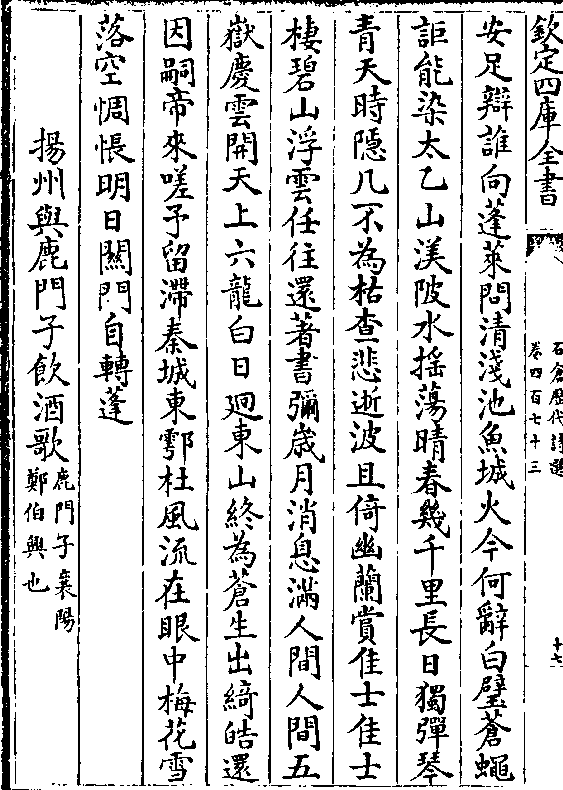 欽定四庫全書
石倉歷代詩選
卷四百七十三
十七
安足辯誰向蓬萊問清淺池魚城火今何辭白璧蒼蠅
詎能染太乙山渼陂水揺蕩晴春幾千里長日獨彈琴
青天時隠几不為枯查悲逝波且倚幽蘭賞佳士佳士
棲碧山浮雲任往還著書彌歳月消息滿人間人間五
嶽慶雲開天上六龍白日廻東山終為蒼生出綺皓還
因嗣帝來嗟予留滯秦城東鄠杜風流在眼中梅花雪
落空惆悵明日關門自轉蓬
揚州與鹿門子飲酒歌
鹿門子襄陽
鄭伯興也